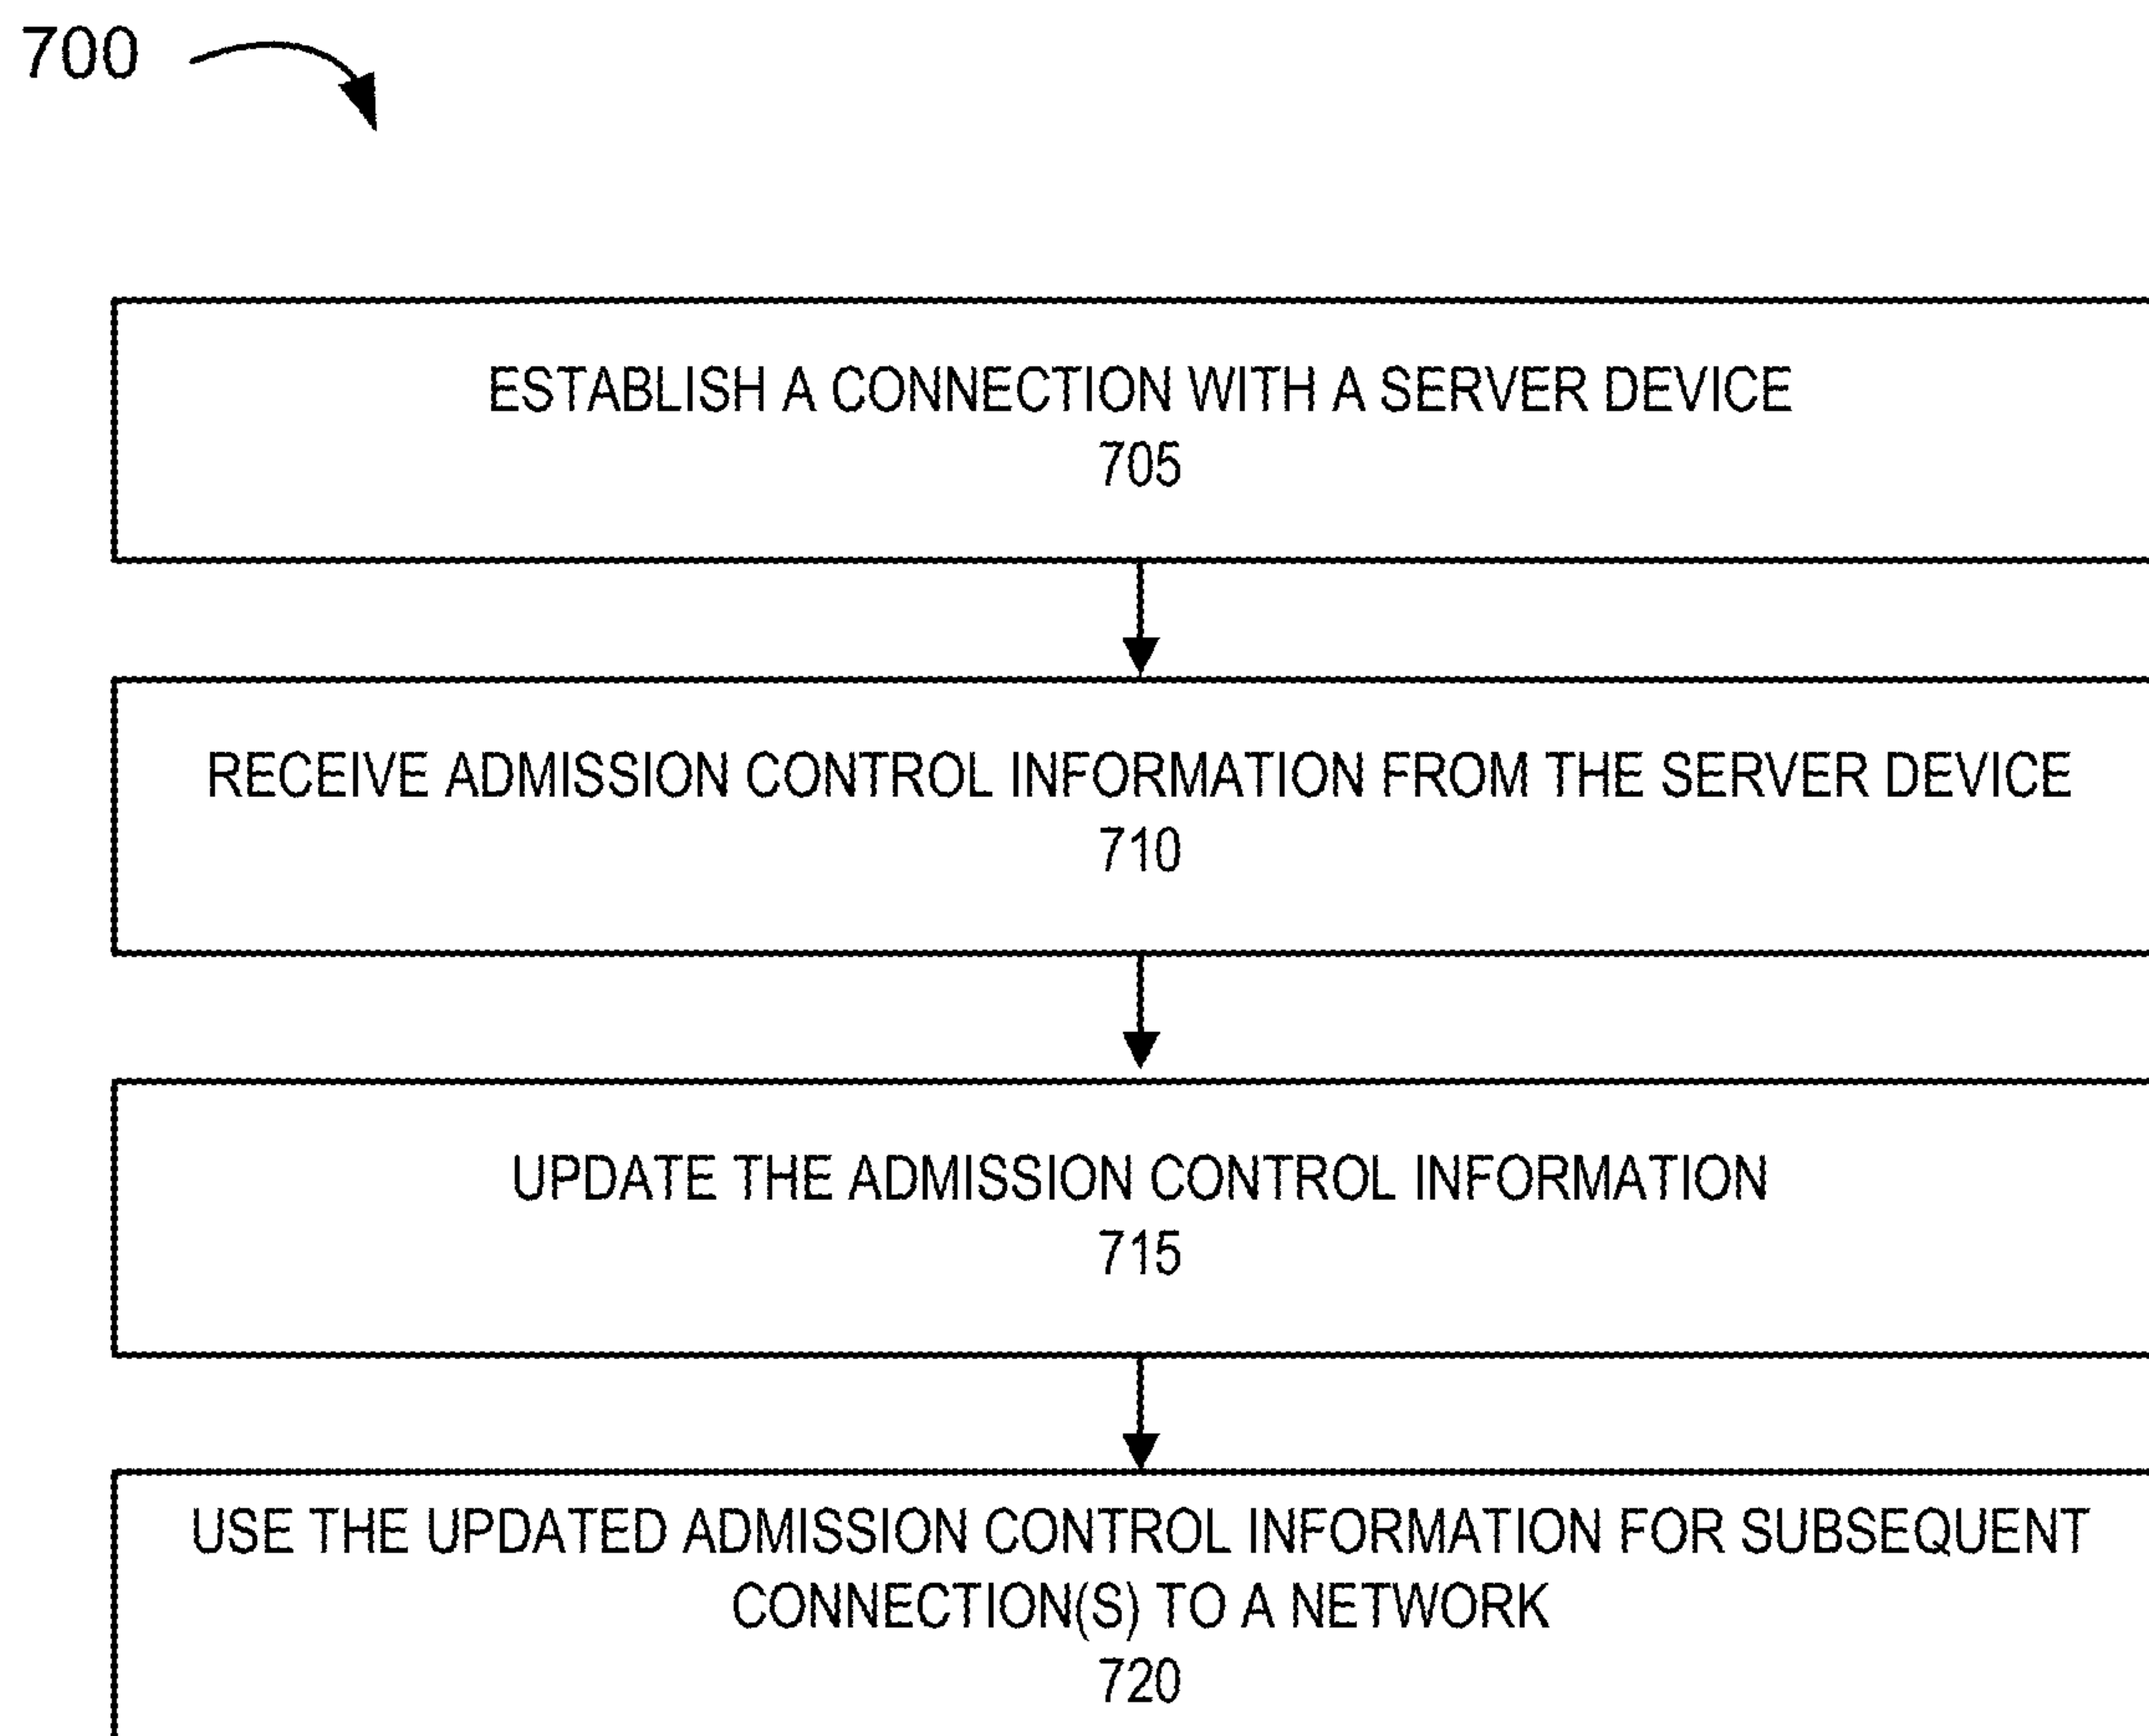 700
ESTABLISH A CONNECTION WITH A SERVER DEVICE
705
RECEIVE ADMISSION CONTROL INFORMATION FROM THE SERVER DEVICE
710
UPDATE THE ADMISSION CONTROL INFORMATION
715
USE THE UPDATED ADMISSION CONTROL INFORMATION FOR SUBSEQUENT
CONNECTION(S) TO A NETWORK
720